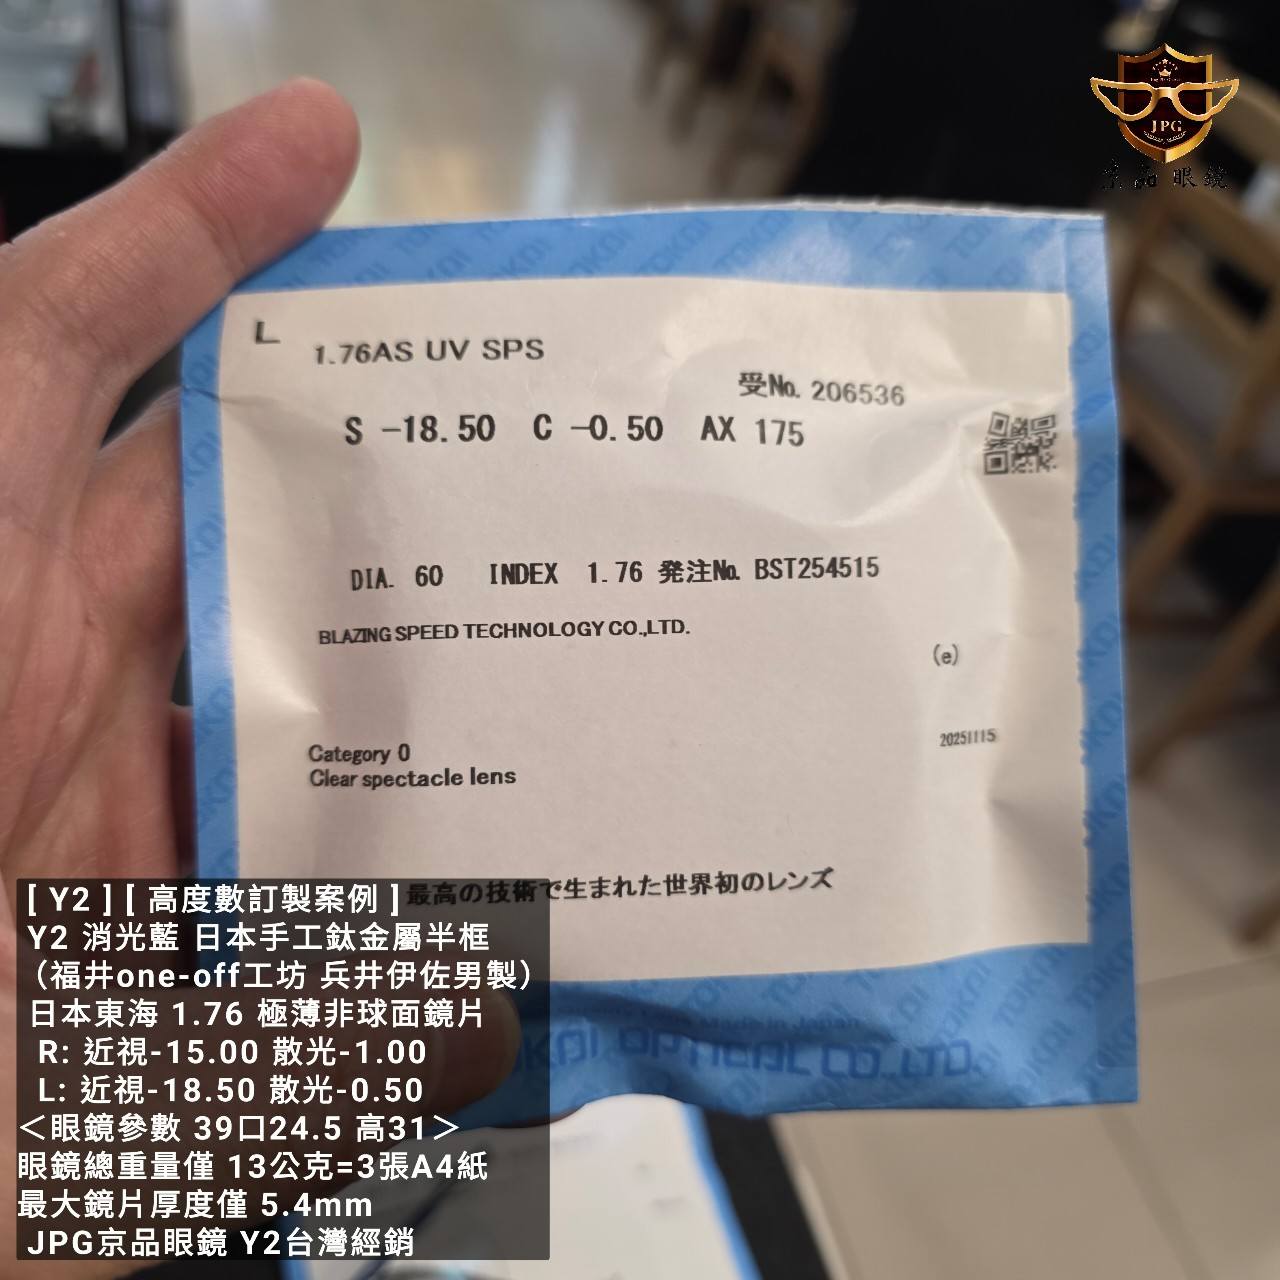 JPG
京品 眼鏡
L
1.76AS UV SPS
受No. 206536
S -18.50 C -0.50 AX 175
DIA. 60 INDEX 1.76 発注No. BST254515
BLAZING SPEED TECHNOLOGY CO.,LTD.
(e)
20251115
Category 0
Clear spectacle lens
最高の技術で生まれた世界初のレンズ
TOKAI OPTICAL CO.,LTD.
[ Y2 ] [ 高度數訂製案例 ]
Y2 消光藍 日本手工鈦金屬半框
（福井one-off工坊 兵井伊佐男製）
日本東海 1.76 極薄非球面鏡片
R: 近視-15.00 散光-1.00
L: 近視-18.50 散光-0.50
＜眼鏡參數 39口24.5 高31＞
眼鏡總重量僅 13公克=3張A4紙
最大鏡片厚度僅 5.4mm
JPG京品眼鏡 Y2台灣經銷